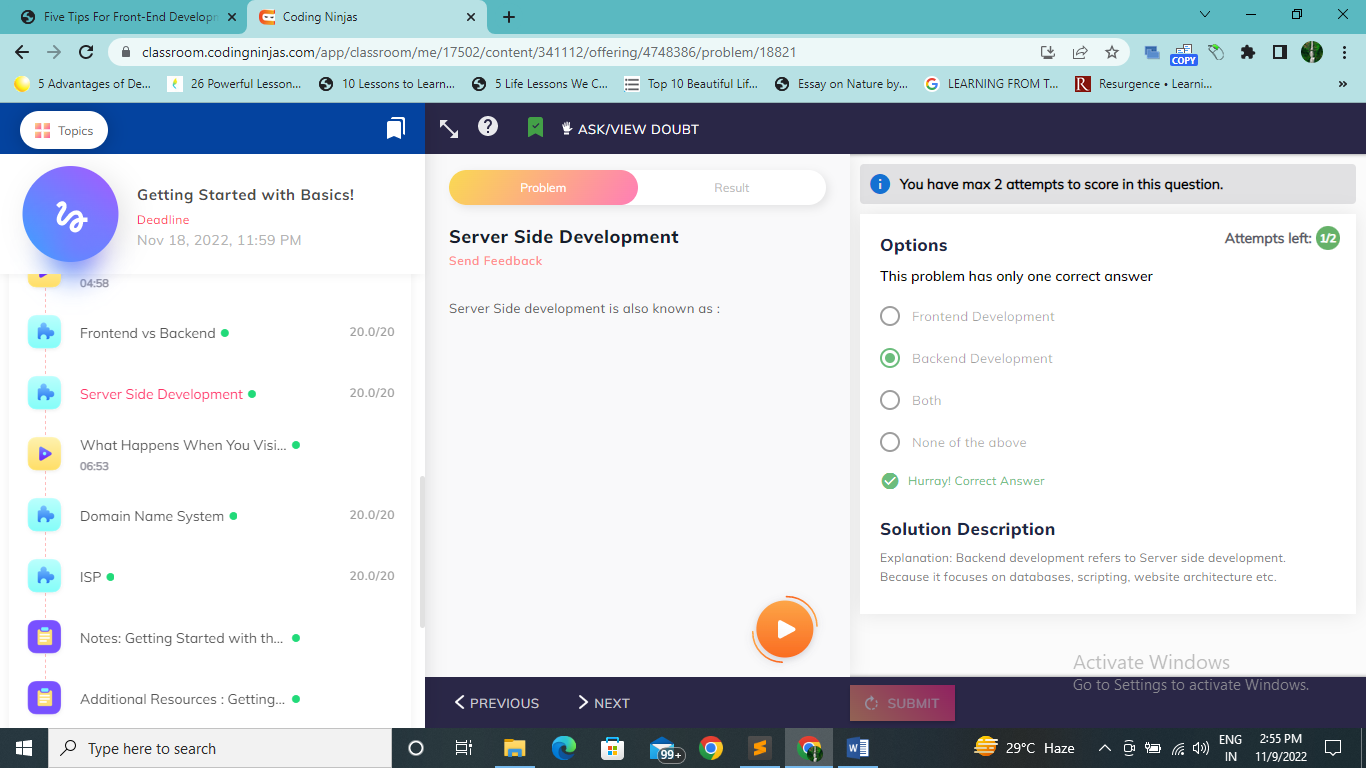 Five Tips For Front-End Developm
Coding Ninjas
classroom.codingninjas.com/app/classroom/me/17502/content/341112/offering/4748386/problem/18821
COPY
5 Advantages of De...
26 Powerful Lesson...
10 Lessons to Learn...
5 Life Lessons We C...
Top 10 Beautiful Lif...
Essay on Nature by...
LEARNING FROM T...
Resurgence • Learni...
»
Topics
?
ASK/VIEW DOUBT
Getting Started with Basics!
Deadline
Nov 18, 2022, 11:59 PM
04:58
Frontend vs Backend
20.0/20
Server Side Development
20.0/20
What Happens When You Visi...
06:53
Domain Name System
20.0/20
ISP
20.0/20
Notes: Getting Started with th...
Additional Resources : Getting...
Problem
Result
Server Side Development
Send Feedback
Server Side development is also known as :
PREVIOUS
NEXT
You have max 2 attempts to score in this question.
Options
Attempts left: 1/2
This problem has only one correct answer
Frontend Development
Backend Development
Both
None of the above
Hurray! Correct Answer
Solution Description
Explanation: Backend development refers to Server side development.
Because it focuses on databases, scripting, website architecture etc.
Activate Windows
Go to Settings to activate Windows.
SUBMIT
Type here to search
99+
29°C Haze
ENG
IN
2:55 PM
11/9/2022